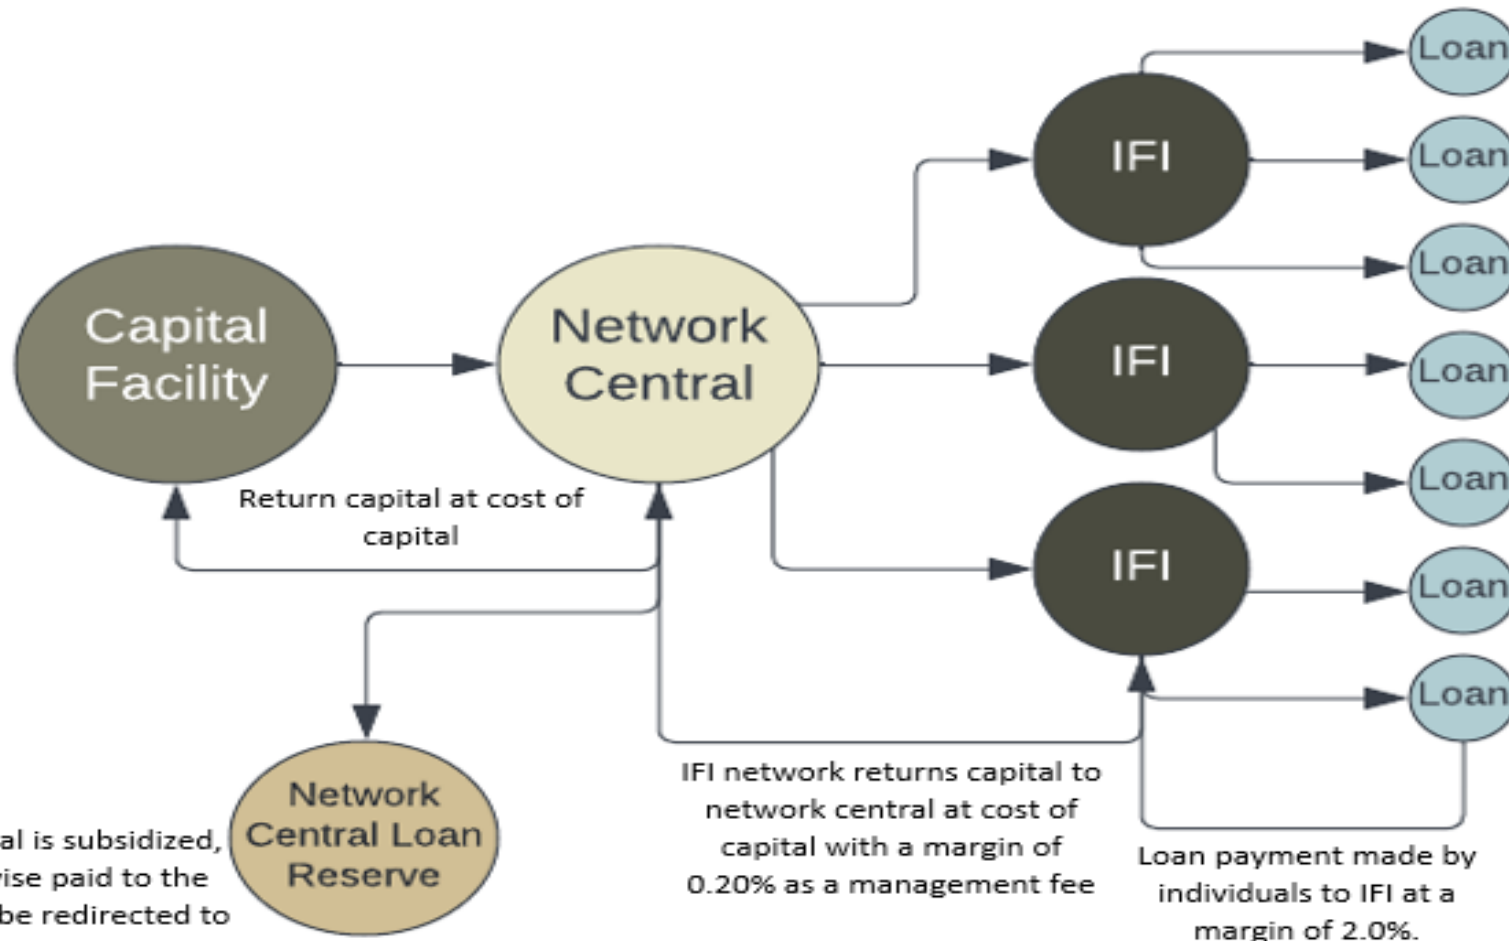 Loan
IFI
Loan
Loan
Capital
Facility
Network
Central
IFI
Loan
Loan
Return capital at cost of
capital
IFI
Loan
Loan
Network
Central Loan
Reserve
al is subsidized,
paid to the
be redirected to
IFI network returns capital to
network central at cost of
capital with a margin of
0.20% as a management fee
Loan payment made by
individuals to IFI at a
margin of 2.0%.